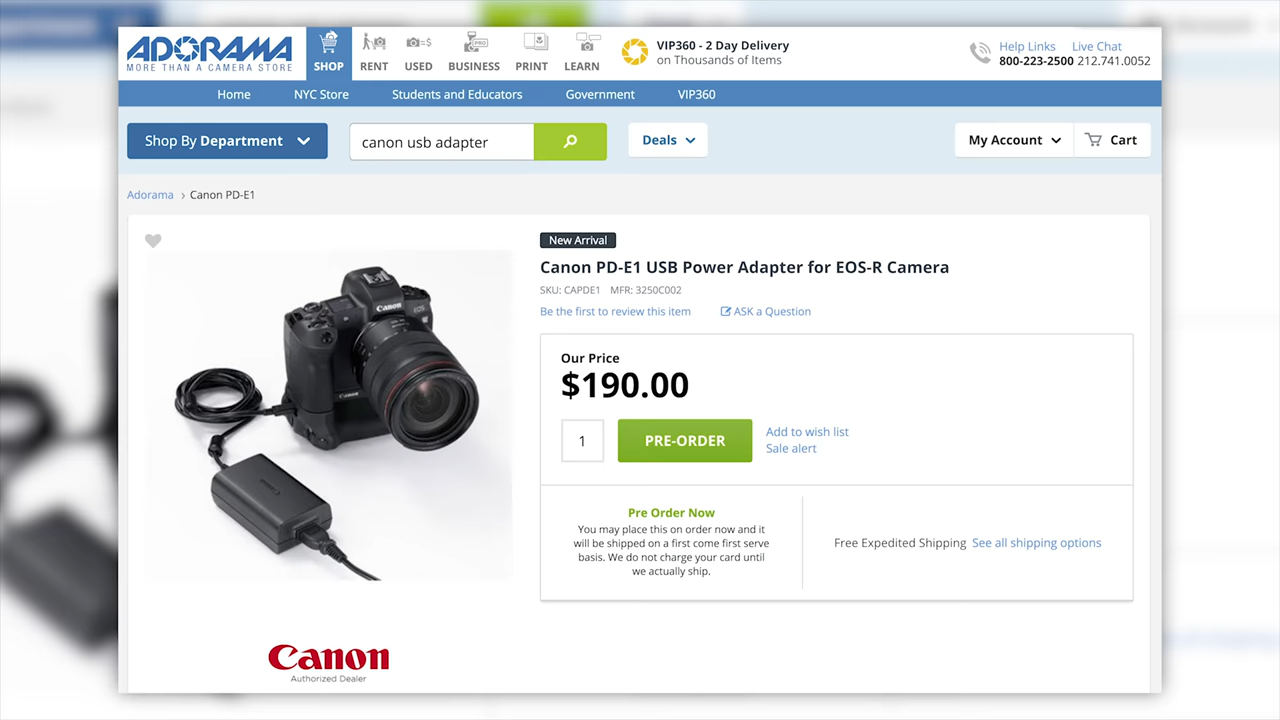 ADORAMA
MORE THAN A CAMERA STORE
SHOP
RENT
USED
BUSINESS
PRINT
LEARN
VIP360 - 2 Day Delivery
on Thousands of Items
Help Links Live Chat
800-223-2500 212.741.0052
Home
NYC Store
Students and Educators
Government
VIP360
Shop By Department
canon usb adapter
Deals
My Account
Cart
Adorama › Canon PD-E1
New Arrival
Canon PD-E1 USB Power Adapter for EOS-R Camera
SKU: CAPDE1 MFR: 3250C002
Be the first to review this item
ASK a Question
Our Price
$190.00
1
PRE-ORDER
Add to wish list
Sale alert
Pre Order Now
You may place this on order now and it
will be shipped on a first come first serve
basis. We do not charge your card until
we actually ship.
Free Expedited Shipping See all shipping options
Canon
EOS
Canon
Canon
Authorized Dealer